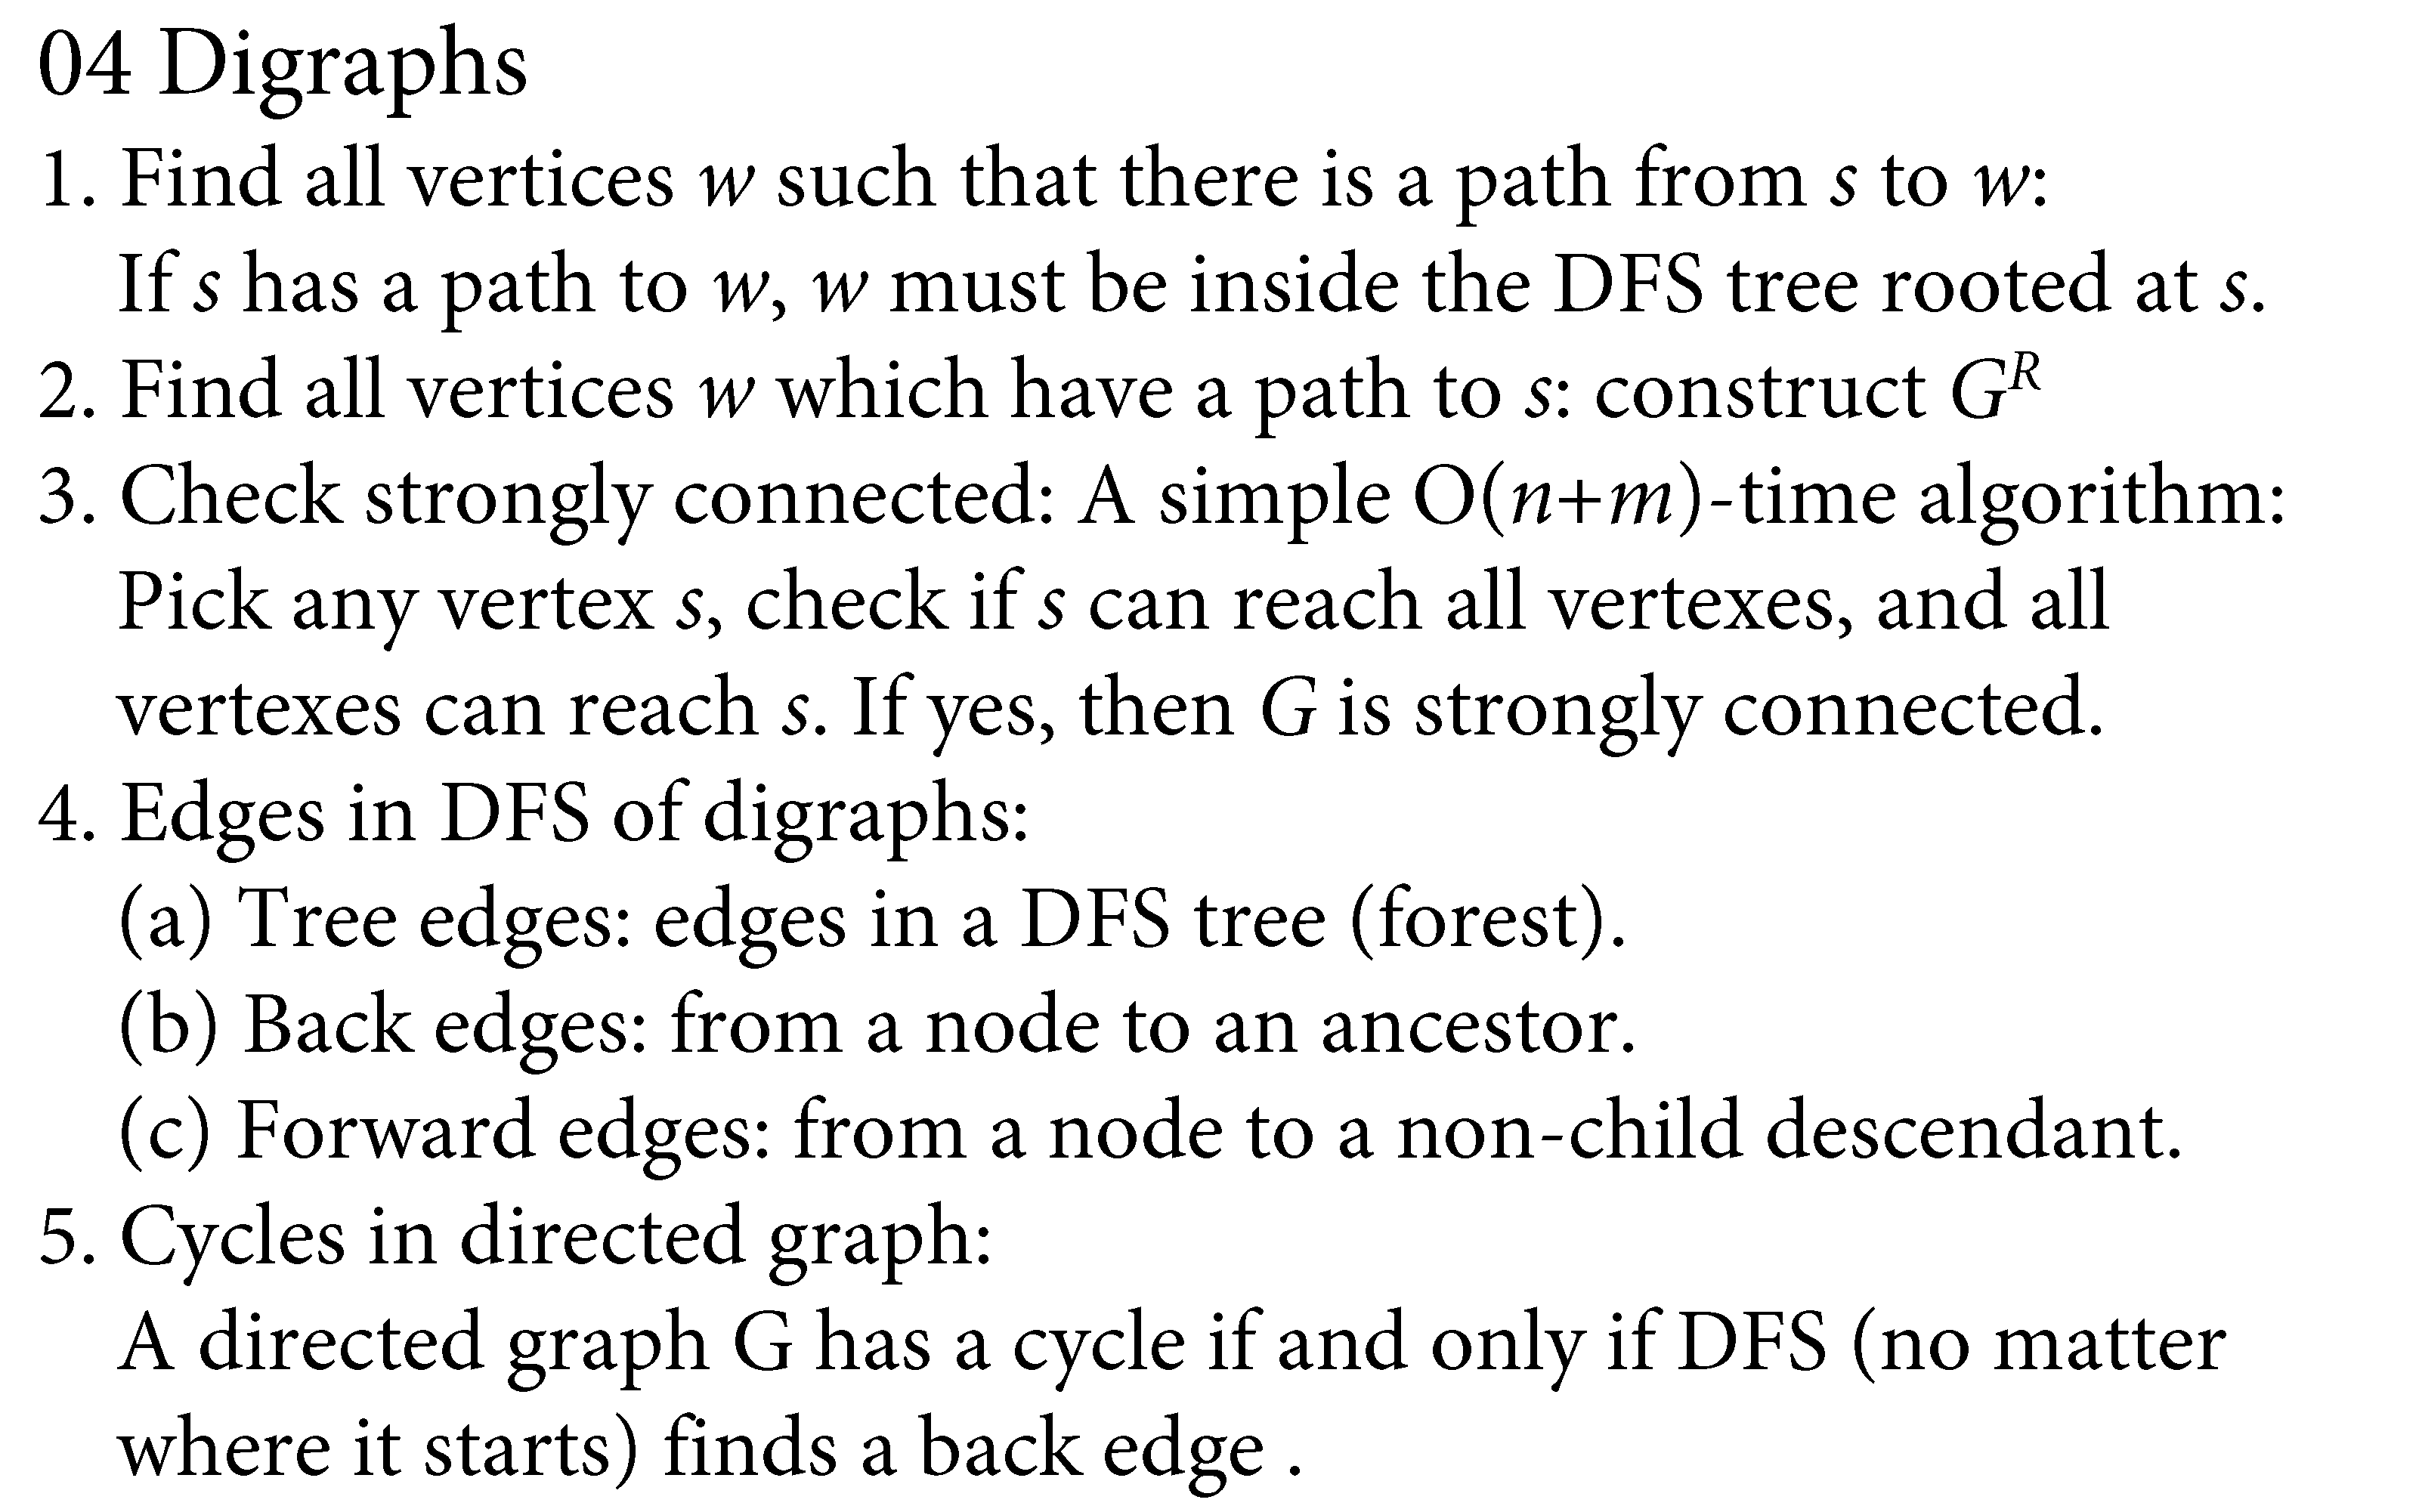 04 Digraphs
1. Find all vertices w such that there is a path from s to w:
If s has a path to w, w must be inside the DFS tree rooted at s.
2. Find all vertices w which have a path to s: construct G^R
3. Check strongly connected: A simple O(n+m)-time algorithm:
Pick any vertex s, check if s can reach all vertexes, and all
vertexes can reach s. If yes, then G is strongly connected.
4. Edges in DFS of digraphs:
(a) Tree edges: edges in a DFS tree (forest).
(b) Back edges: from a node to an ancestor.
(c) Forward edges: from a node to a non-child descendant.
5. Cycles in directed graph:
A directed graph G has a cycle if and only if DFS (no matter
where it starts) finds a back edge .